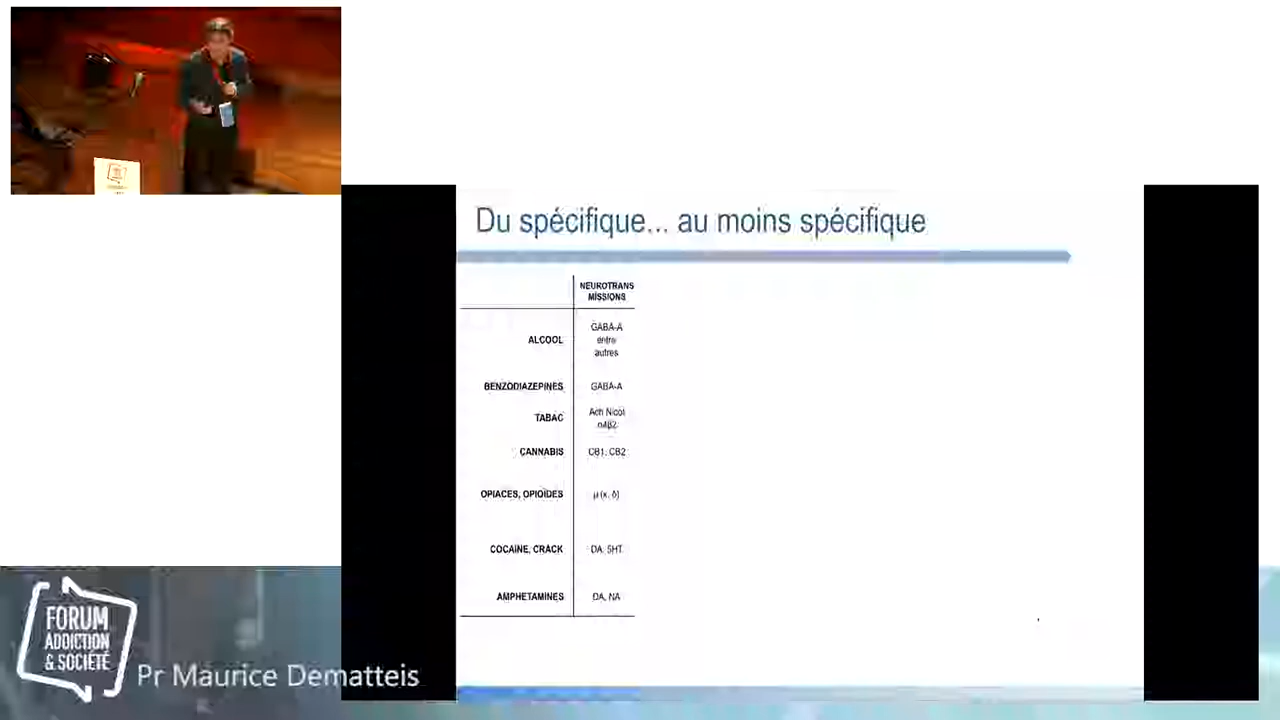 Du spécifique... au moins spécifique
NEUROTRANS
MISSIONS
ALCOOL
GABA-A
entre
autres
BENZODIAZEPINES
GABA-A
TABAC
Ach Nicot
α4β2
CANNABIS
CB1, CB2
OPIACES, OPIOÏDES
μ (κ, δ)
COCAINE, CRACK
DA, 5HT
AMPHETAMINES
DA, NA
FORUM
ADDICTION
& SOCIÉTÉ
Pr Maurice Dematteis